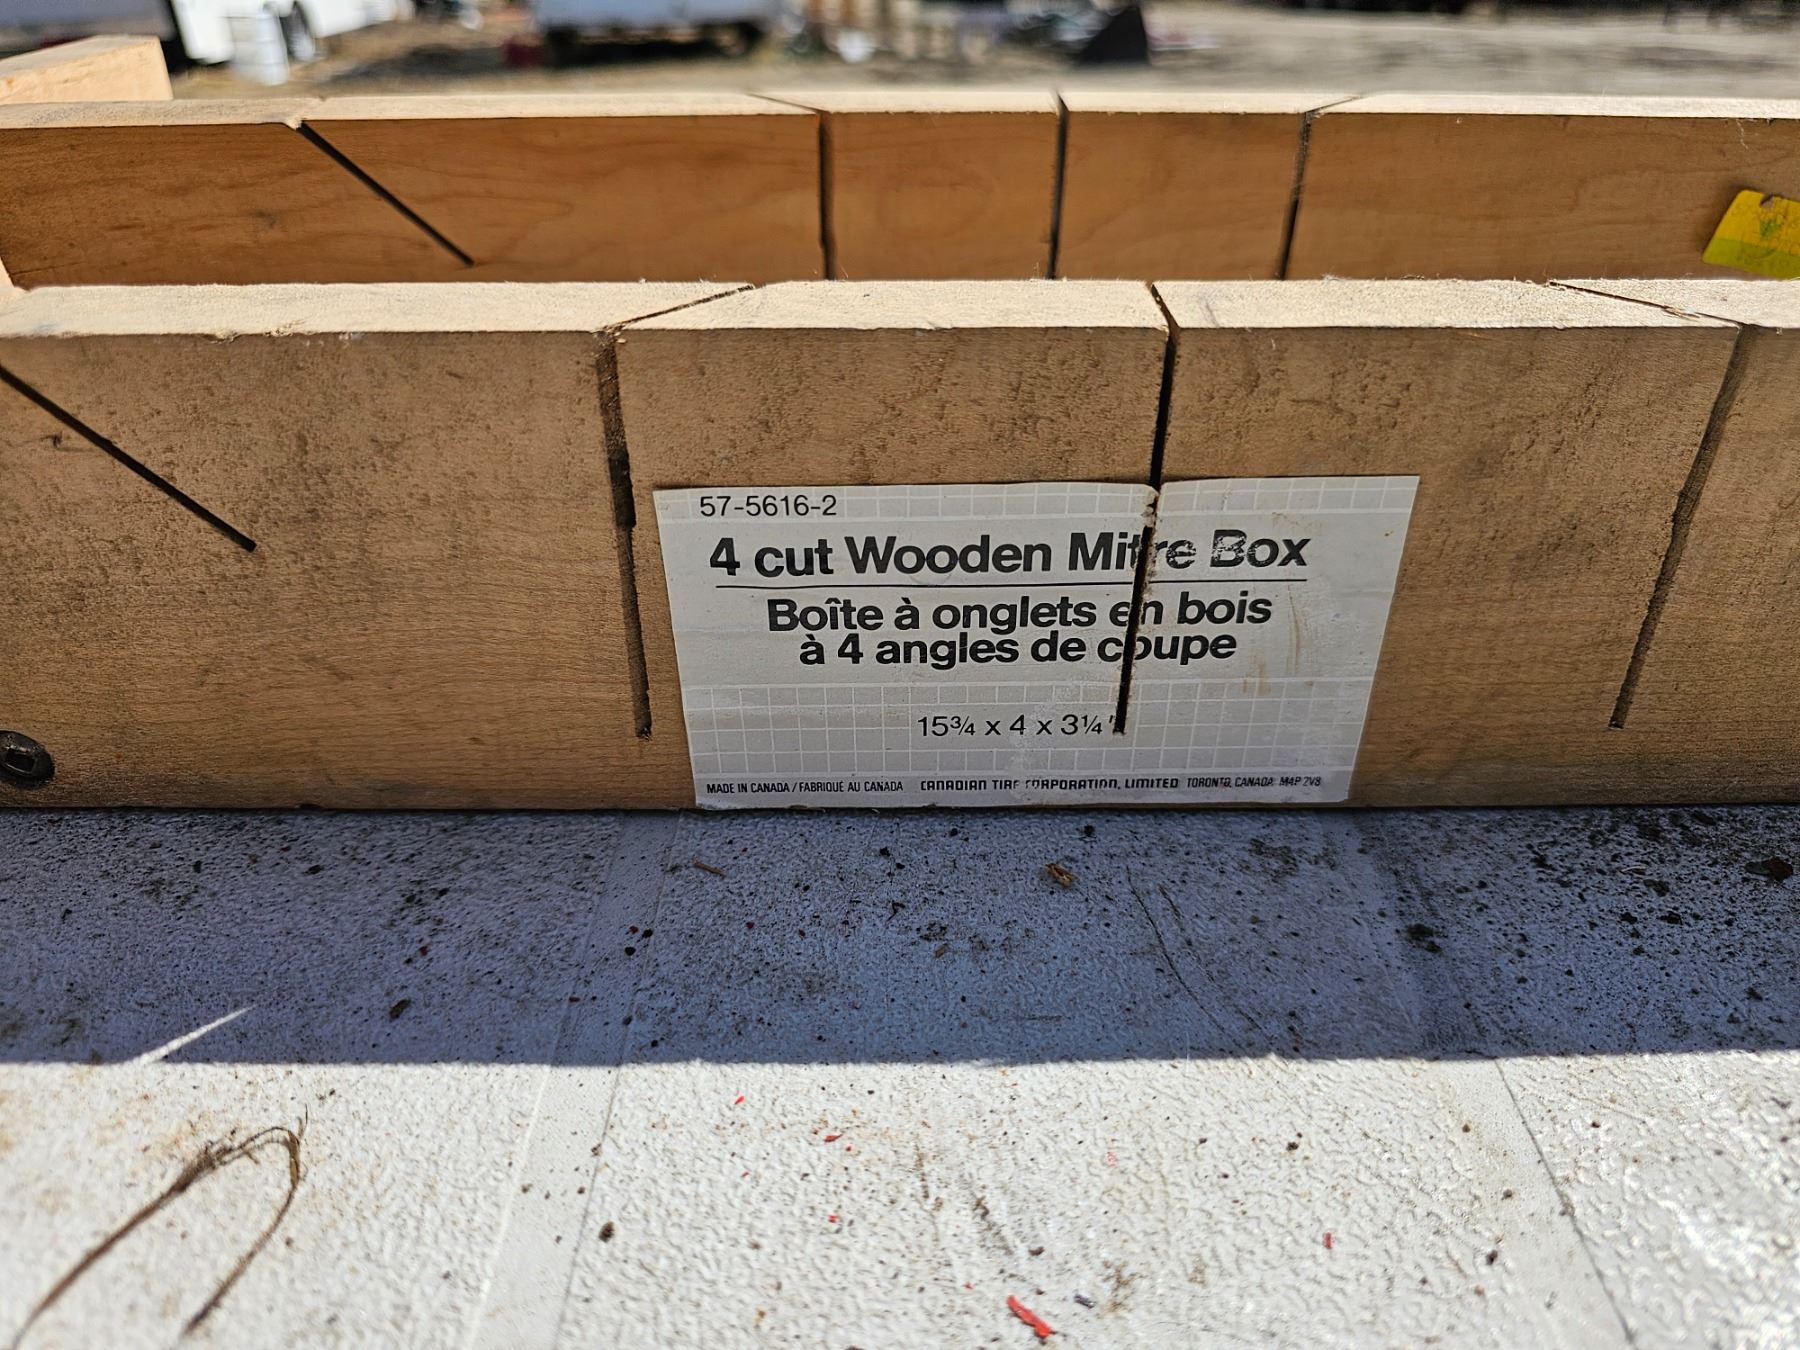 57-5616-2
4 cut Wooden Mitre Box
Boîte à onglets en bois
à 4 angles de coupe
15¾ x 4 x 3¼"
MADE IN CANADA / FABRIQUÉ AU CANADA CANADIAN TIRE CORPORATION, LIMITED TORONTO, CANADA M4P 2V8